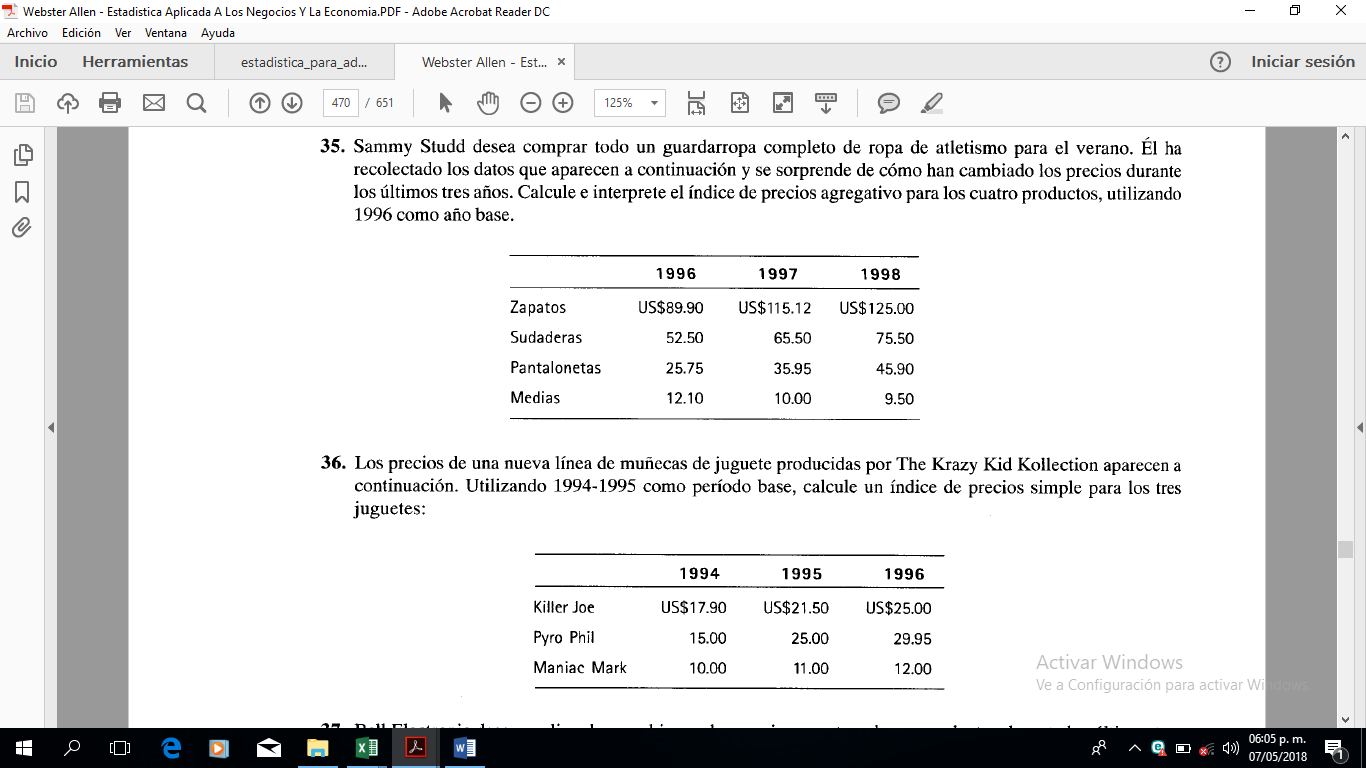 Webster Allen - Estadistica Aplicada A Los Negocios Y La Economia.PDF - Adobe Acrobat Reader DC
Archivo Edición Ver Ventana Ayuda
Inicio Herramientas estadistica_para_ad... Webster Allen - Est... × Iniciar sesión
470 / 651 125%
35. Sammy Studd desea comprar todo un guardarropa completo de ropa de atletismo para el verano. Él ha
recolectado los datos que aparecen a continuación y se sorprende de cómo han cambiado los precios durante
los últimos tres años. Calcule e interprete el índice de precios agregativo para los cuatro productos, utilizando
1996 como año base.
1996 1997 1998
Zapatos US$89.90 US$115.12 US$125.00
Sudaderas 52.50 65.50 75.50
Pantalonetas 25.75 35.95 45.90
Medias 12.10 10.00 9.50
36. Los precios de una nueva línea de muñecas de juguete producidas por The Krazy Kid Kollection aparecen a
continuación. Utilizando 1994-1995 como período base, calcule un índice de precios simple para los tres
juguetes:
1994 1995 1996
Killer Joe US$17.90 US$21.50 US$25.00
Pyro Phil 15.00 25.00 29.95
Maniac Mark 10.00 11.00 12.00
Activar Windows
Ve a Configuración para activar Windows.
06:05 p. m.
07/05/2018
1